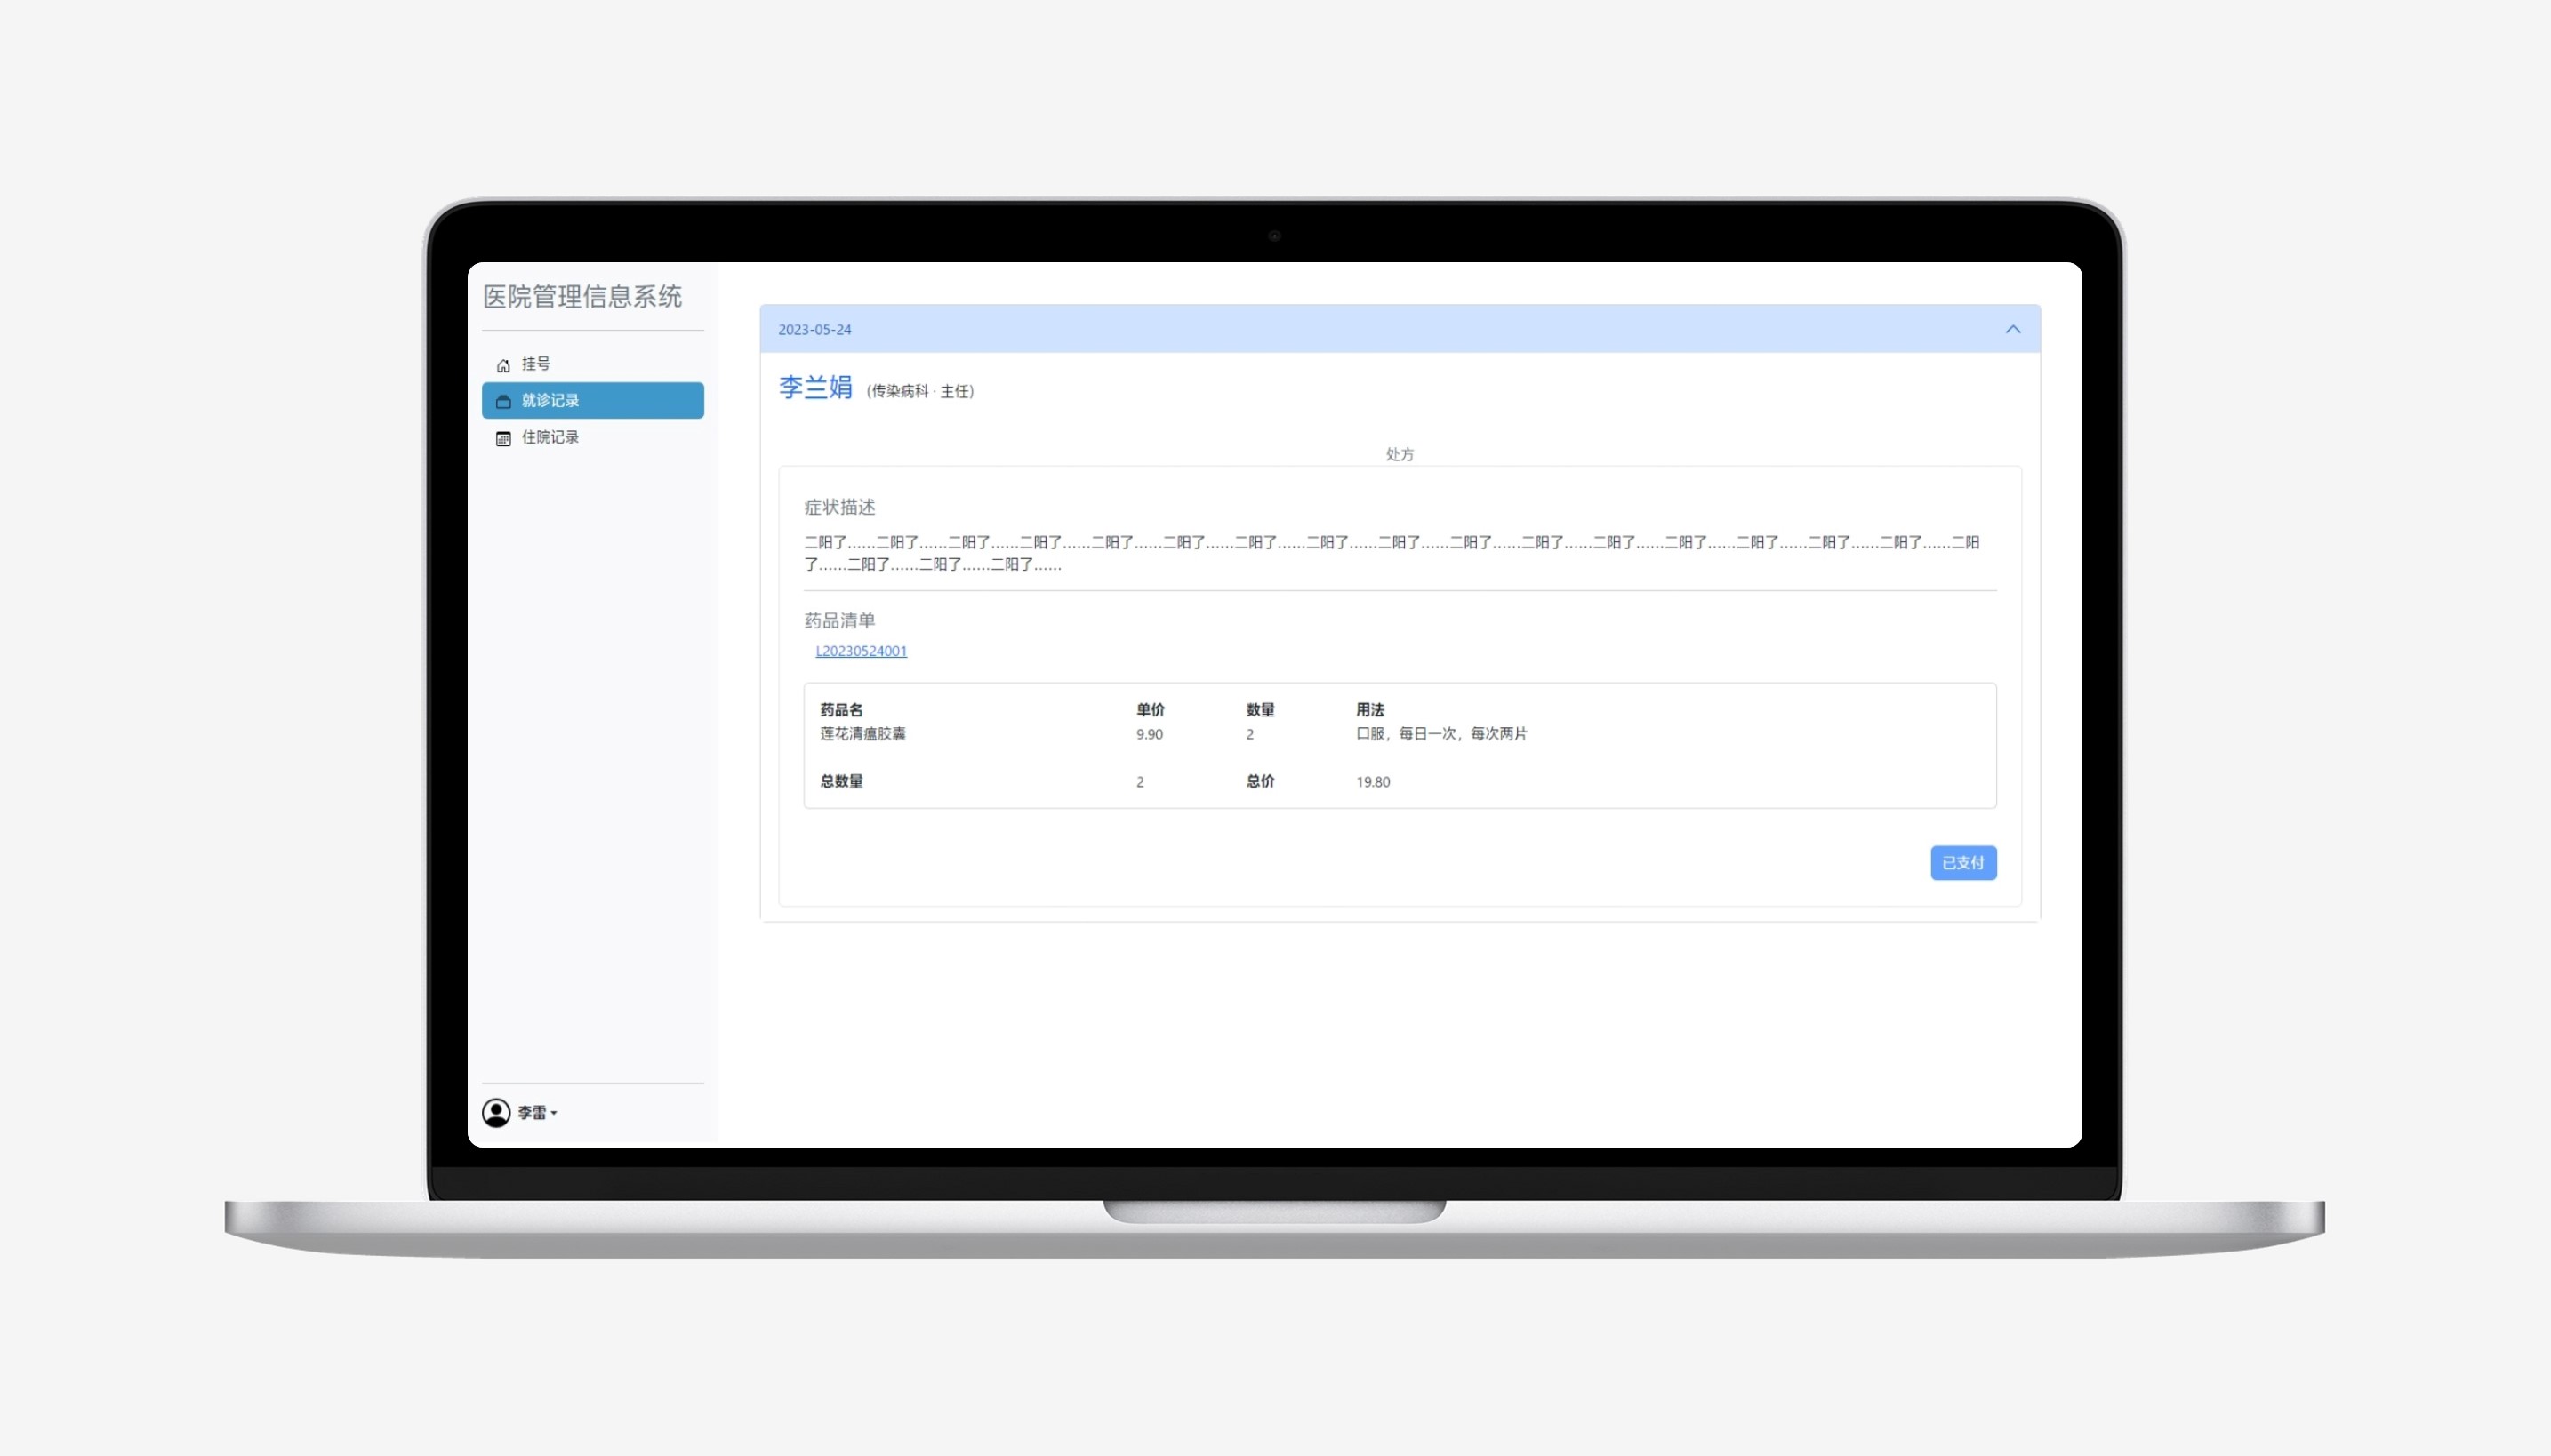 医院管理信息系统
挂号
就诊记录
住院记录
李雷
2023-05-24
李兰娟 (传染病科 · 主任)
处方
症状描述
二阳了……二阳了……二阳了……二阳了……二阳了……二阳了……二阳了……二阳了……二阳了……二阳了……二阳了……二阳了……二阳了……二阳了……二阳了……二阳了……二阳
了……二阳了……二阳了……二阳了……
药品清单
L20230524001
药品名 单价 数量 用法
莲花清瘟胶囊 9.90 2 口服，每日一次，每次两片
总数量 2 总价 19.80
已支付